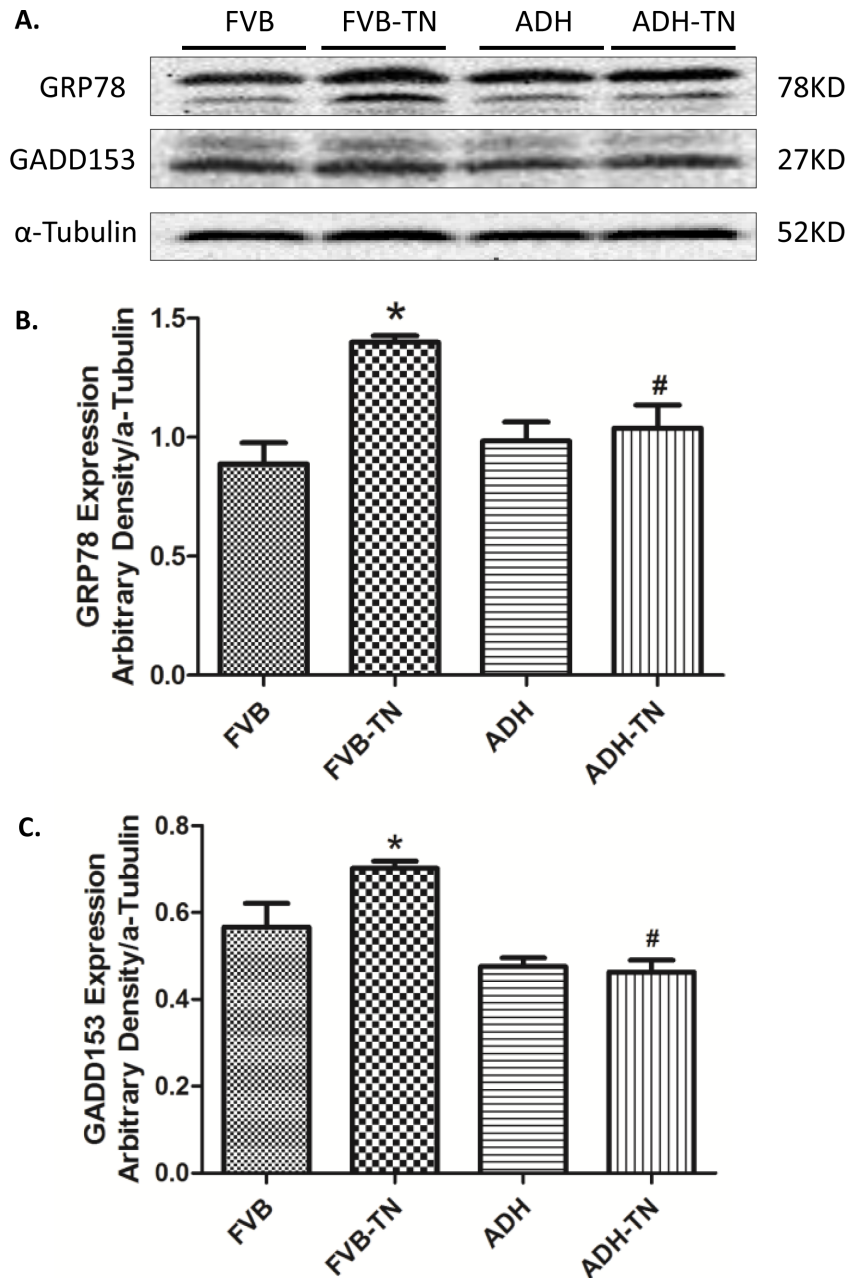 A.
FVB FVB-TN ADH ADH-TN
GRP78 78KD
GADD153 27KD
α-Tubulin 52KD
B.
GRP78 Expression
Arbitrary Density/a-Tubulin
1.5
1.0
0.5
0.0
*
#
FVB FVB-TN ADH ADH-TN
C.
GADD153 Expression
Arbitrary Density/a-Tubulin
0.8
0.6
0.4
0.2
0.0
*
#
FVB FVB-TN ADH ADH-TN